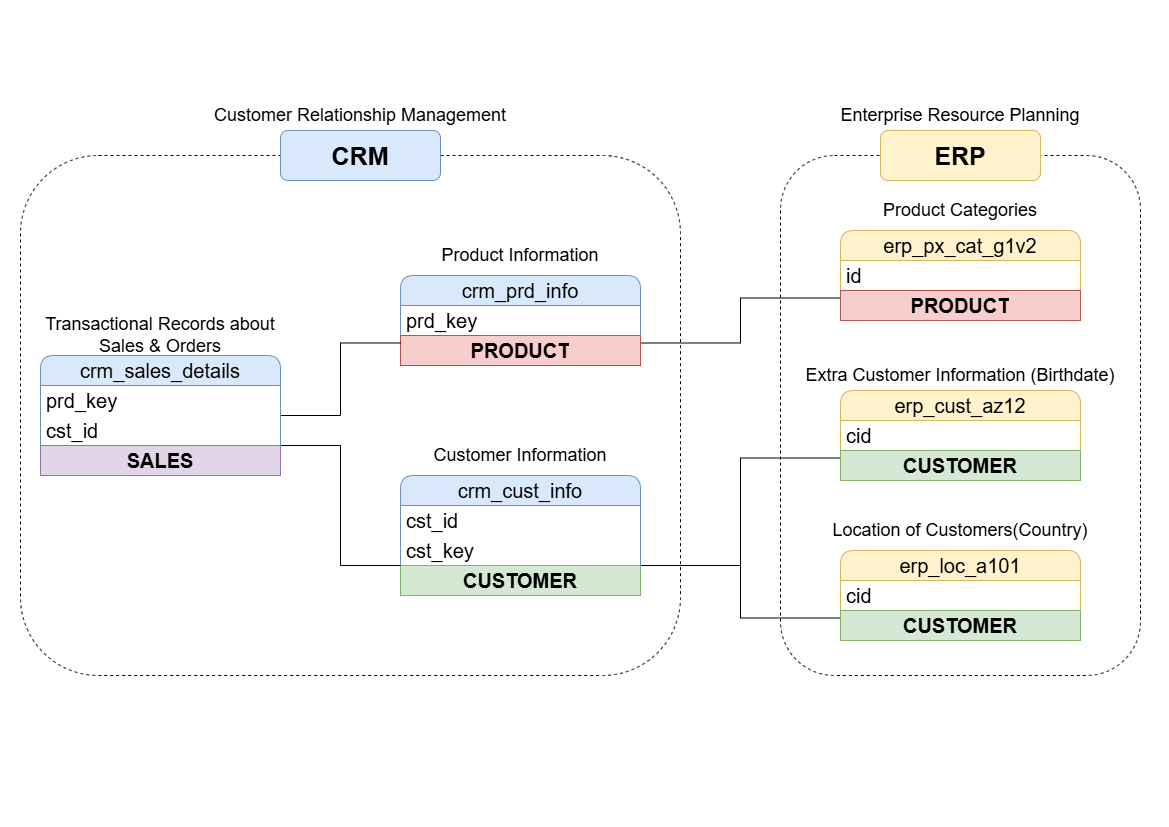 Customer Relationship Management
CRM
Transactional Records about
Sales & Orders
crm_sales_details
prd_key
cst_id
SALES
Product Information
crm_prd_info
prd_key
PRODUCT
Customer Information
crm_cust_info
cst_id
cst_key
CUSTOMER
Enterprise Resource Planning
ERP
Product Categories
erp_px_cat_g1v2
id
PRODUCT
Extra Customer Information (Birthdate)
erp_cust_az12
cid
CUSTOMER
Location of Customers(Country)
erp_loc_a101
cid
CUSTOMER